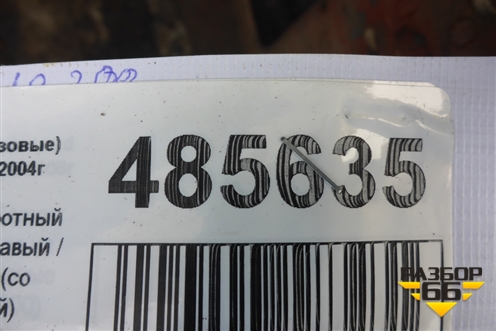 зовые)
2004г
485635
ротный
авый /
(со
й)
РАЗБОР
66